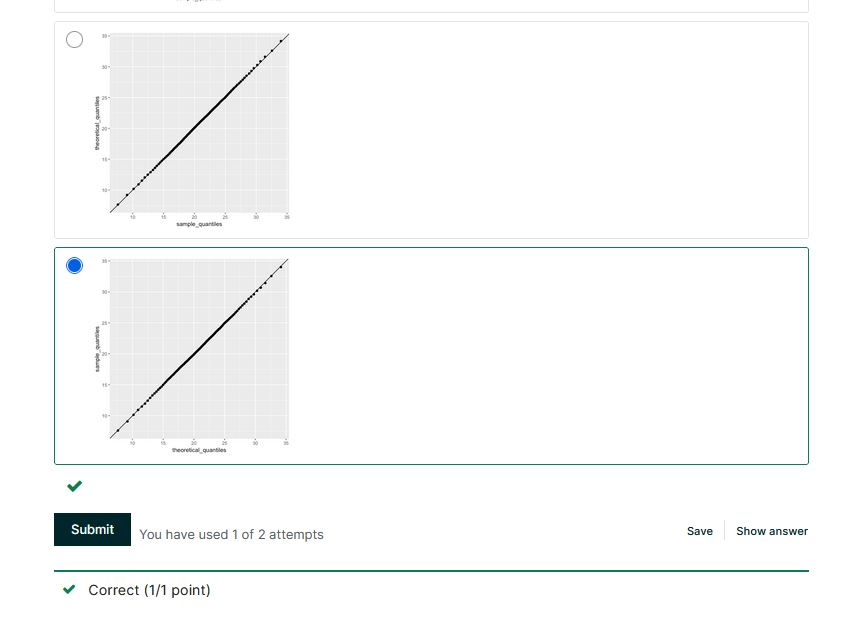 35
30
25
20
15
10
theoretical_quantiles
10 15 20 25 30 35
sample_quantiles
35
30
25
20
15
10
sample_quantiles
10 15 20 25 30 35
theoretical_quantiles
Submit
You have used 1 of 2 attempts
Save
Show answer
Correct (1/1 point)